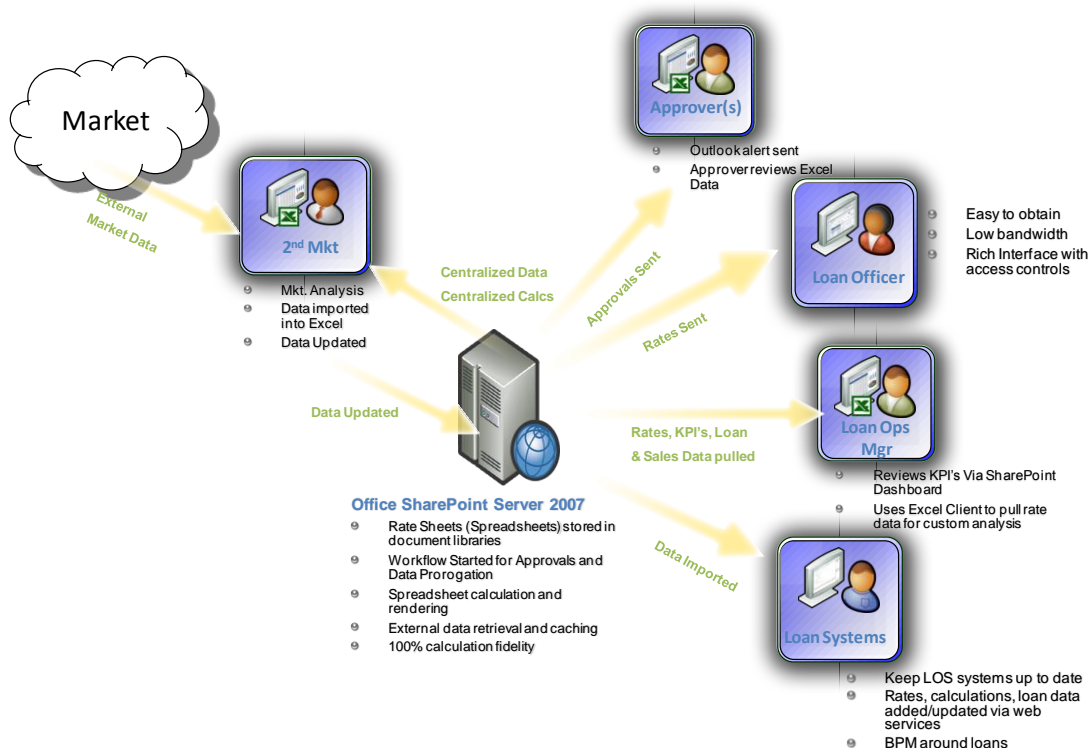 Market
External
Market Data
2nd Mkt
Mkt. Analysis
Data imported
into Excel
Data Updated
Centralized Data
Centralized Calcs
Data Updated
Approver(s)
Outlook alert sent
Approver reviews Excel
Data
Approvals Sent
Rates Sent
Loan Officer
Easy to obtain
Low bandwidth
Rich Interface with
access controls
Rates, KPI's, Loan
& Sales Data pulled
Loan Ops
Mgr
Reviews KPI's Via SharePoint
Dashboard
Uses Excel Client to pull rate
data for custom analysis
Office SharePoint Server 2007
Rate Sheets (Spreadsheets) stored in
document libraries
Workflow Started for Approvals and
Data Prorogation
Spreadsheet calculation and
rendering
External data retrieval and caching
100% calculation fidelity
Data Imported
Loan Systems
Keep LOS systems up to date
Rates, calculations, loan data
added/updated via web
services
BPM around loans